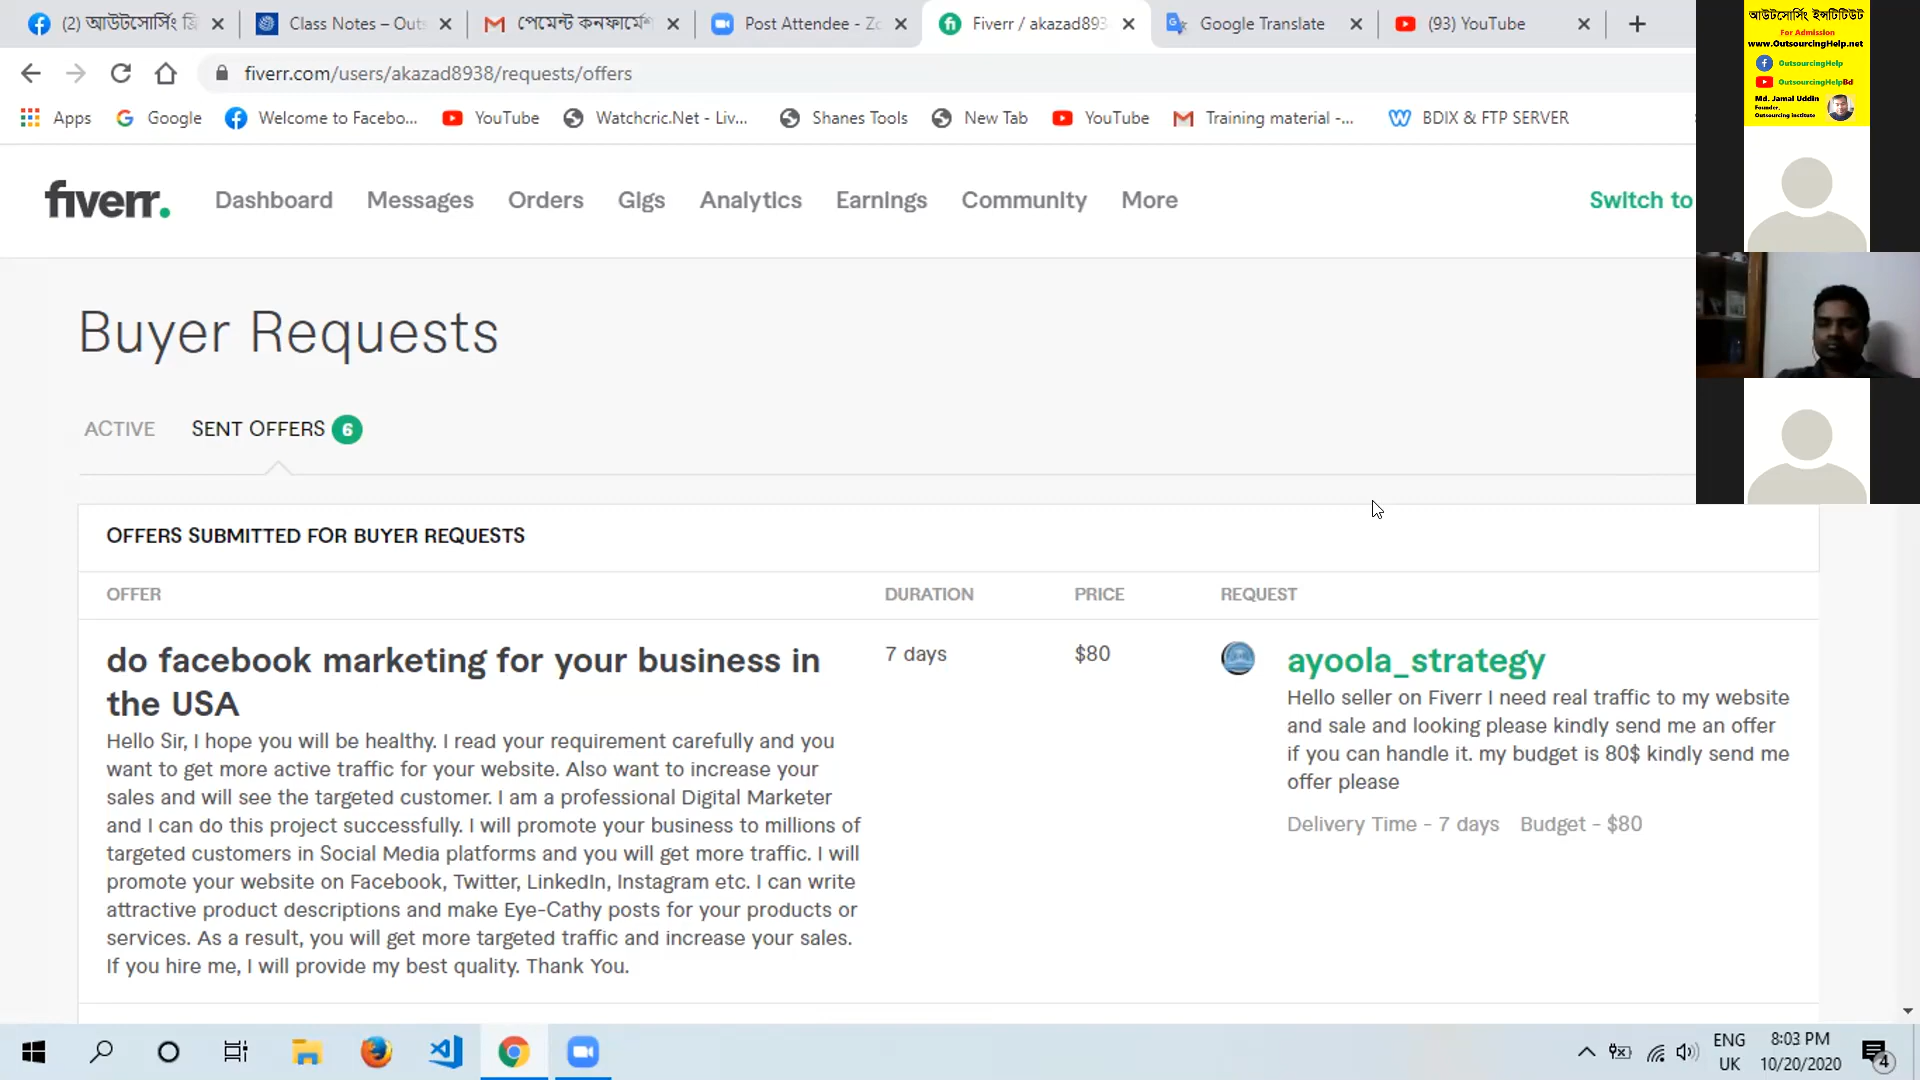 (2) আউটসোর্সিং ফ্রি
Class Notes – Outs
পেমেন্ট কনফার্মেশ
Post Attendee - Zo
Fiverr / akazad893
Google Translate
(93) YouTube
fiverr.com/users/akazad8938/requests/offers
Apps
Google
Welcome to Facebo...
YouTube
Watchcric.Net - Liv...
Shanes Tools
New Tab
YouTube
Training material -...
BDIX & FTP SERVER
আউটসোর্সিং ইন্সটিটিউট
For Admission
www.OutsourcingHelp.net
OutsourcingHelp
OutsourcingHelpBd
Md. Jamal Uddin
Founder,
Outsourcing Institute
fiverr.
Dashboard
Messages
Orders
Gigs
Analytics
Earnings
Community
More
Switch to
Buyer Requests
ACTIVE
SENT OFFERS 6
OFFERS SUBMITTED FOR BUYER REQUESTS
OFFER
DURATION
PRICE
REQUEST
do facebook marketing for your business in
the USA
Hello Sir, I hope you will be healthy. I read your requirement carefully and you
want to get more active traffic for your website. Also want to increase your
sales and will see the targeted customer. I am a professional Digital Marketer
and I can do this project successfully. I will promote your business to millions of
targeted customers in Social Media platforms and you will get more traffic. I will
promote your website on Facebook, Twitter, LinkedIn, Instagram etc. I can write
attractive product descriptions and make Eye-Cathy posts for your products or
services. As a result, you will get more targeted traffic and increase your sales.
If you hire me, I will provide my best quality. Thank You.
7 days
$80
ayoola_strategy
Hello seller on Fiverr I need real traffic to my website
and sale and looking please kindly send me an offer
if you can handle it. my budget is 80$ kindly send me
offer please
Delivery Time - 7 days
Budget - $80
ENG
UK
8:03 PM
10/20/2020
4